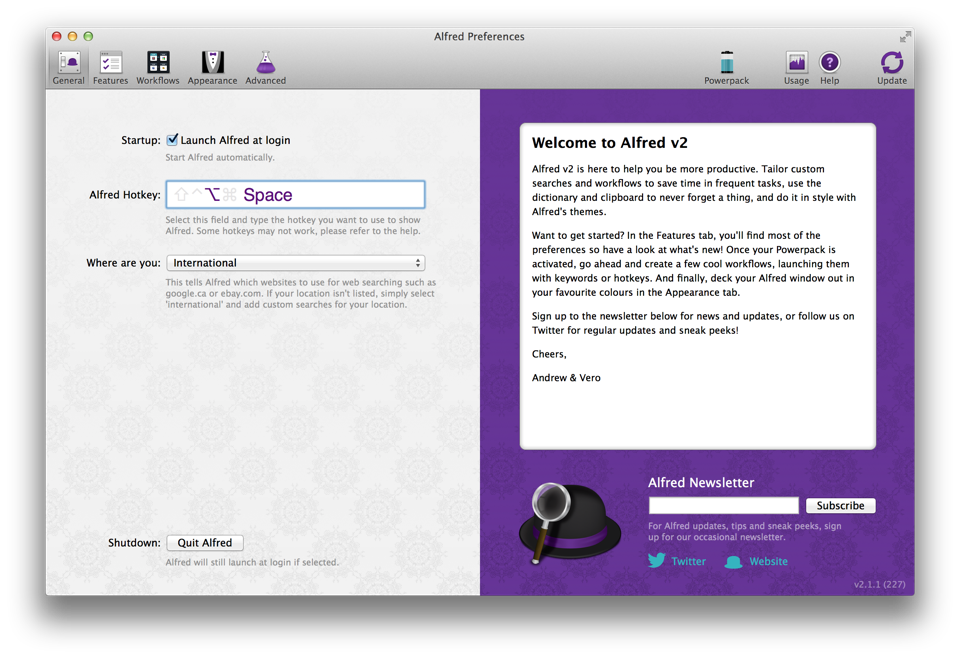 Alfred Preferences
General Features Workflows Appearance Advanced Powerpack Usage Help Update
Startup: Launch Alfred at login
Start Alfred automatically.
Alfred Hotkey: ⇧^⌥⌘ Space
Select this field and type the hotkey you want to use to show
Alfred. Some hotkeys may not work, please refer to the help.
Where are you: International
This tells Alfred which websites to use for web searching such as
google.ca or ebay.com. If your location isn't listed, simply select
'international' and add custom searches for your location.
Shutdown: Quit Alfred
Alfred will still launch at login if selected.
Welcome to Alfred v2
Alfred v2 is here to help you be more productive. Tailor custom
searches and workflows to save time in frequent tasks, use the
dictionary and clipboard to never forget a thing, and do it in style with
Alfred's themes.
Want to get started? In the Features tab, you'll find most of the
preferences so have a look at what's new! Once your Powerpack is
activated, go ahead and create a few cool workflows, launching them
with keywords or hotkeys. And finally, deck your Alfred window out in
your favourite colours in the Appearance tab.
Sign up to the newsletter below for news and updates, or follow us on
Twitter for regular updates and sneak peeks!
Cheers,
Andrew & Vero
Alfred Newsletter
Subscribe
For Alfred updates, tips and sneak peeks, sign
up for our occasional newsletter.
Twitter Website
v2.1.1 (227)